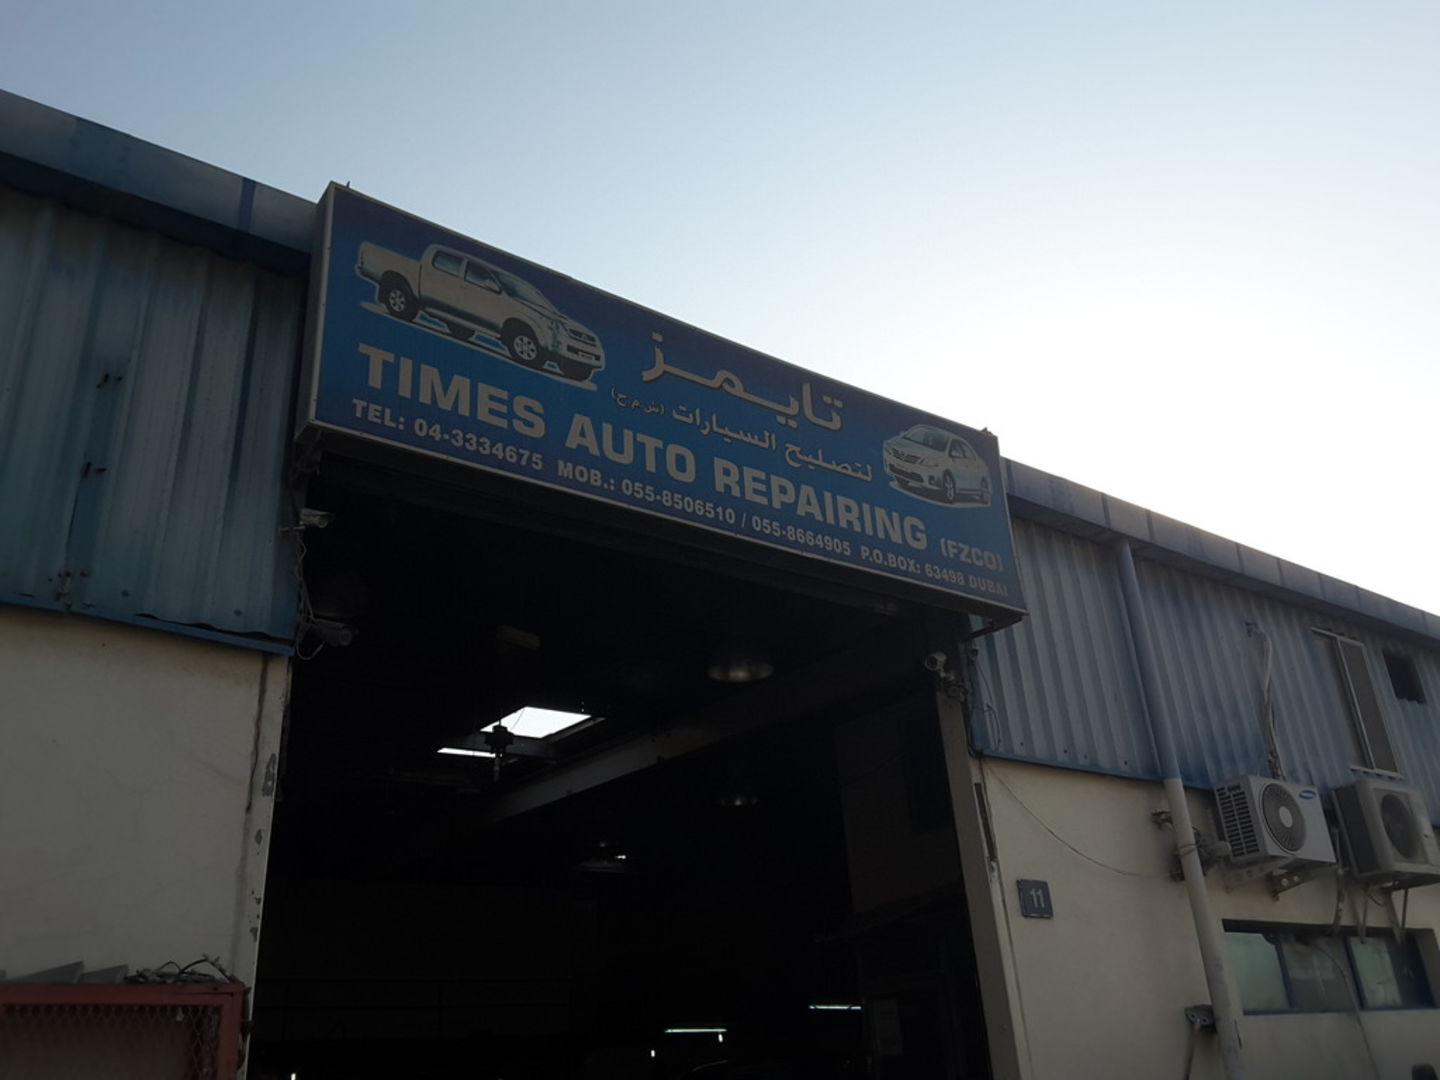 تايمز
لتصليح السيارات (ش.م.ح)
TIMES AUTO REPAIRING (FZCO)
TEL: 04-3334675 MOB.: 055-8506510 / 055-8664905 P.O.BOX: 63498 DUBAI
11
SAMSUNG